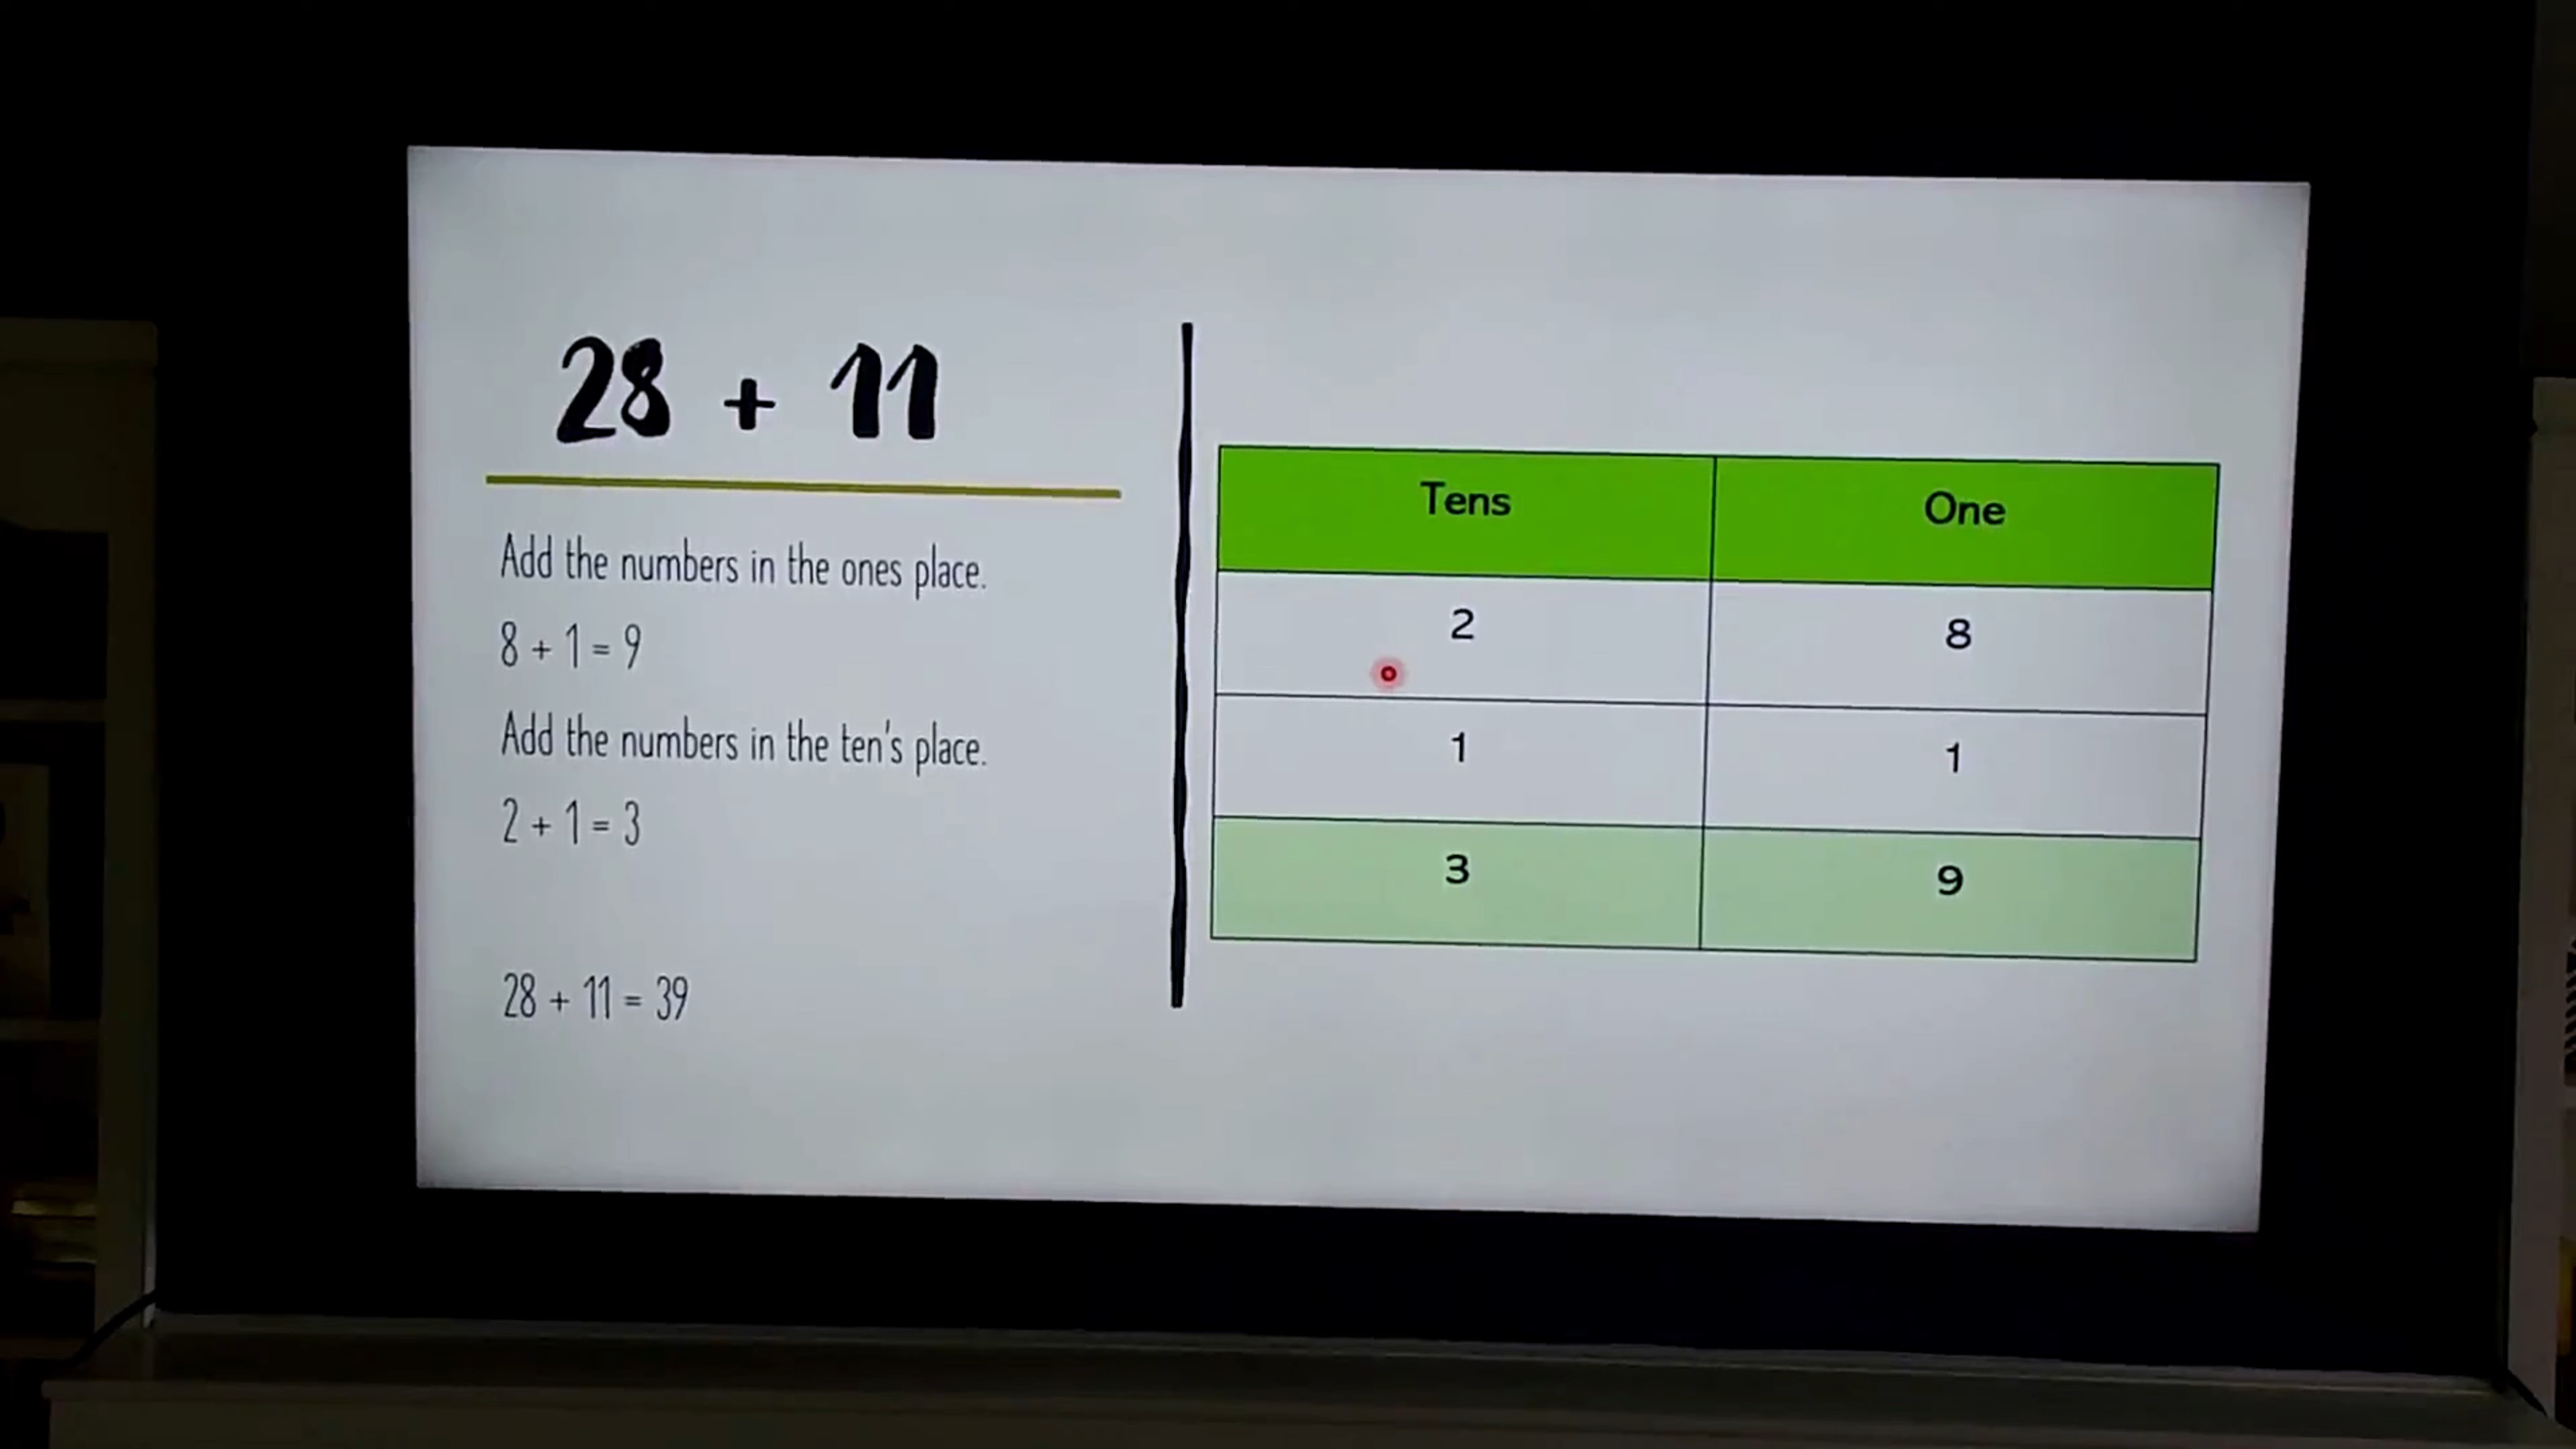 28 + 11
Add the numbers in the ones place.
8 + 1 = 9
Add the numbers in the ten's place.
2 + 1 = 3
28 + 11 = 39
Tens One
2 8
1 1
3 9